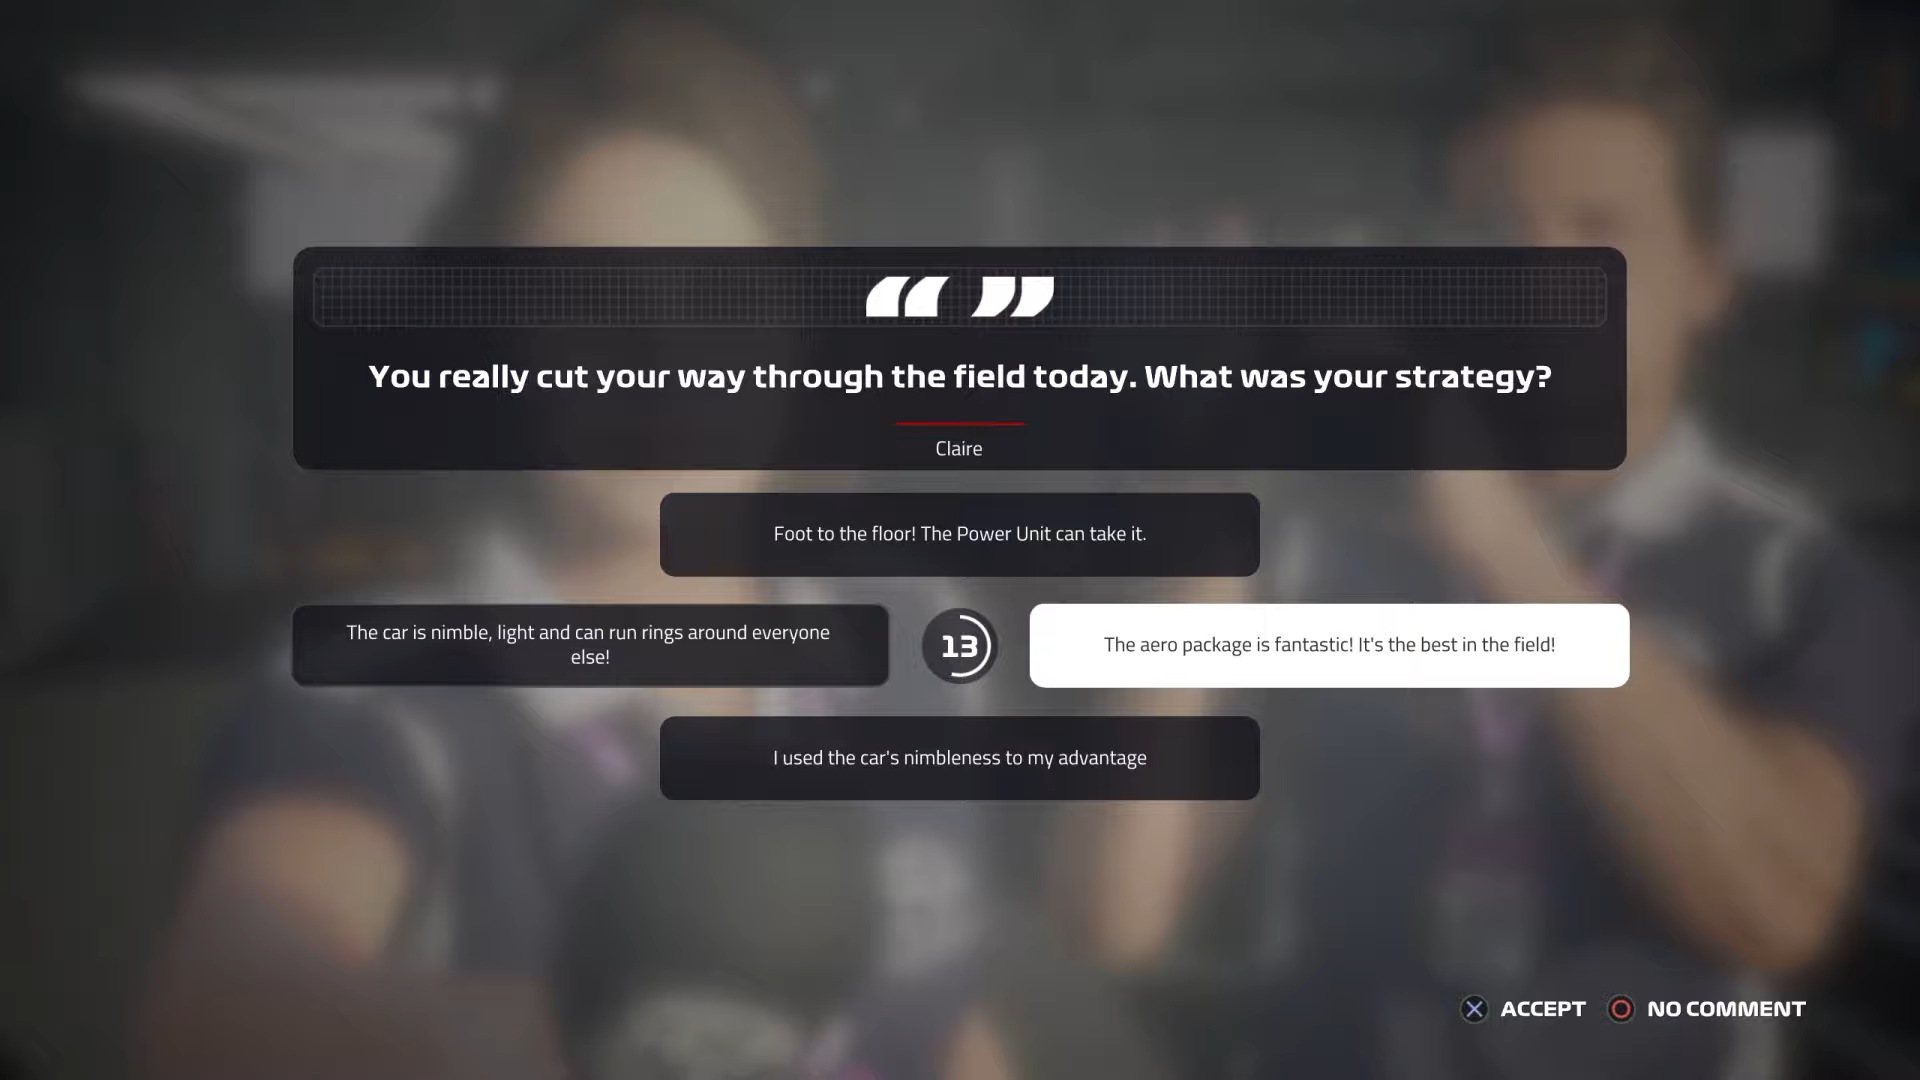 “ ”
You really cut your way through the field today. What was your strategy?
Claire
Foot to the floor! The Power Unit can take it.
The car is nimble, light and can run rings around everyone
else!
13
The aero package is fantastic! It's the best in the field!
I used the car's nimbleness to my advantage
ACCEPT NO COMMENT